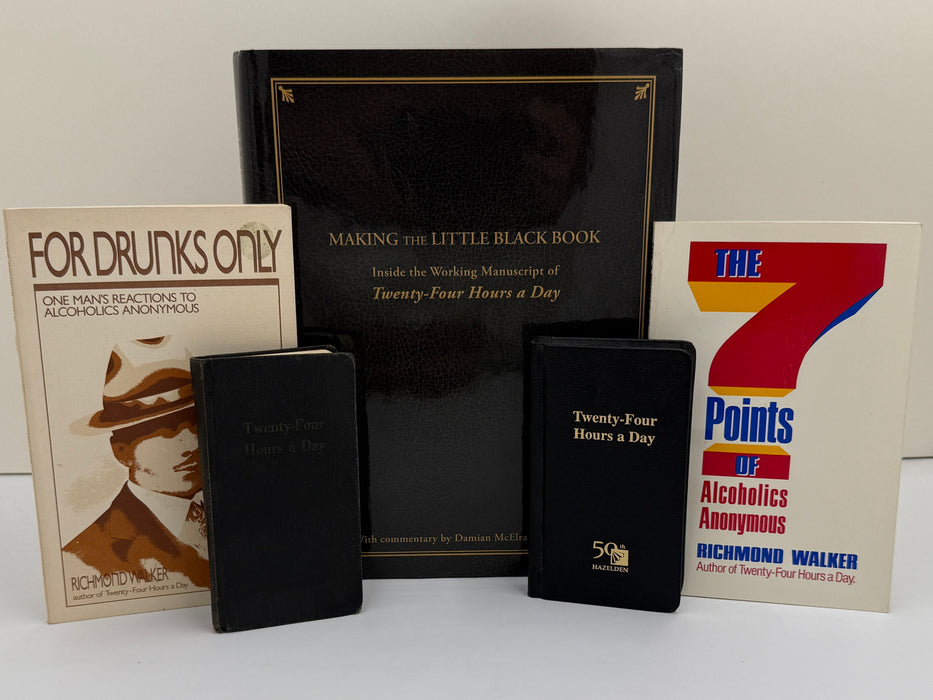 FOR DRUNKS ONLY
ONE MAN'S REACTIONS TO
ALCOHOLICS ANONYMOUS
RICHMOND WALKER
author of Twenty-Four Hours a Day
Twenty-Four
Hours a Day
MAKING THE LITTLE BLACK BOOK
Inside the Working Manuscript of
Twenty-Four Hours a Day
With commentary by Damian McElra
Twenty-Four
Hours a Day
50th
HAZELDEN
THE
7
Points
OF
Alcoholics
Anonymous
RICHMOND WALKER
Author of Twenty-Four Hours a Day.